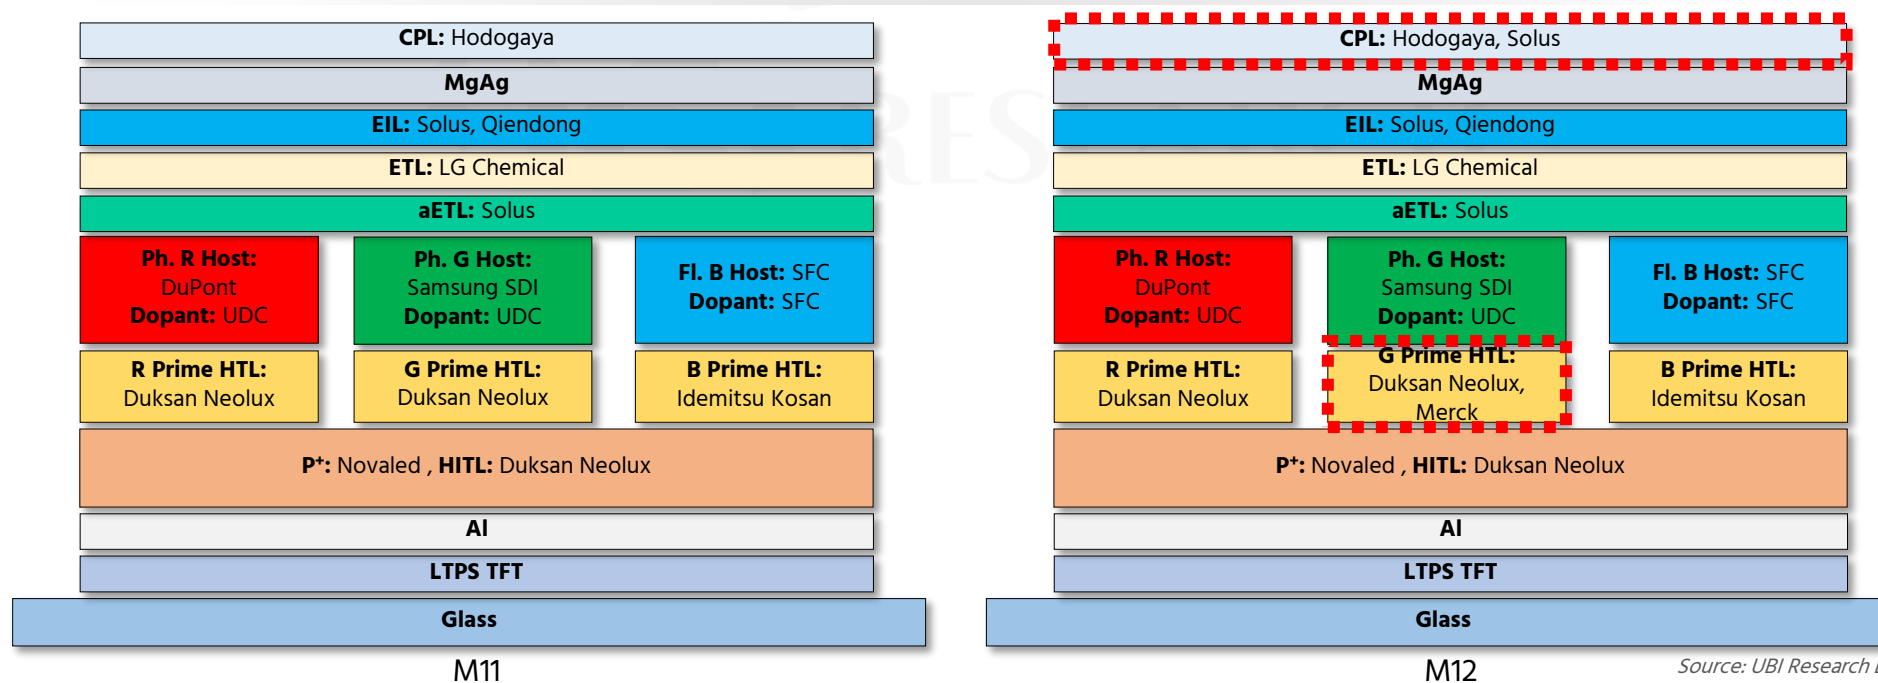 CPL: Hodogaya
MgAg
EIL: Solus, Qiendong
ETL: LG Chemical
aETL: Solus
Ph. R Host:
DuPont
Dopant: UDC
Ph. G Host:
Samsung SDI
Dopant: UDC
Fl. B Host: SFC
Dopant: SFC
R Prime HTL:
Duksan Neolux
G Prime HTL:
Duksan Neolux
B Prime HTL:
Idemitsu Kosan
P⁺: Novaled , HITL: Duksan Neolux
Al
LTPS TFT
Glass
M11
CPL: Hodogaya, Solus
MgAg
EIL: Solus, Qiendong
ETL: LG Chemical
aETL: Solus
Ph. R Host:
DuPont
Dopant: UDC
Ph. G Host:
Samsung SDI
Dopant: UDC
Fl. B Host: SFC
Dopant: SFC
R Prime HTL:
Duksan Neolux
G Prime HTL:
Duksan Neolux,
Merck
B Prime HTL:
Idemitsu Kosan
P⁺: Novaled , HITL: Duksan Neolux
Al
LTPS TFT
Glass
M12
Source: UBI Research